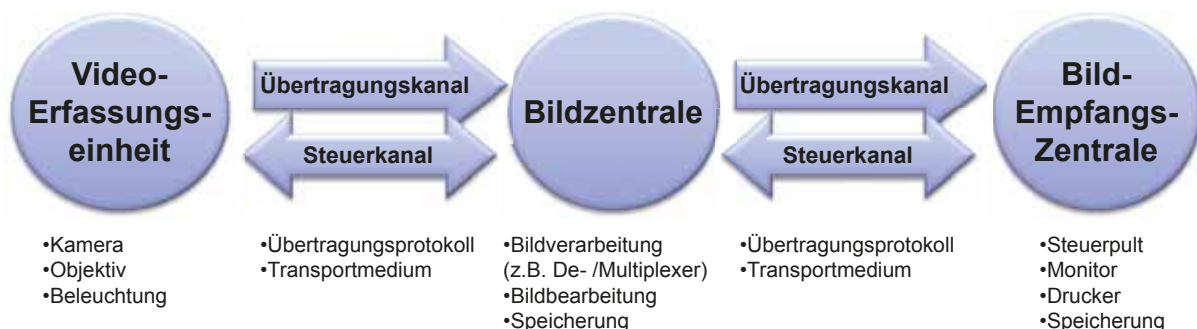 Video-
Erfassungs-
einheit
Übertragungskanal
Steuerkanal
Bildzentrale
Übertragungskanal
Steuerkanal
Bild-
Empfangs-
Zentrale
•Kamera
•Objektiv
•Beleuchtung
•Übertragungsprotokoll
•Transportmedium
•Bildverarbeitung
(z.B. De- /Multiplexer)
•Bildbearbeitung
•Speicherung
•Übertragungsprotokoll
•Transportmedium
•Steuerpult
•Monitor
•Drucker
•Speicherung